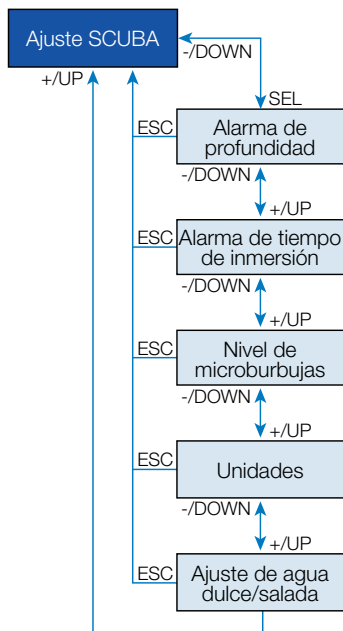 Ajuste SCUBA
-/DOWN
+/UP
SEL
ESC
Alarma de
profundidad
-/DOWN
+/UP
ESC
Alarma de tiempo
de inmersión
-/DOWN
+/UP
ESC
Nivel de
microburbujas
-/DOWN
+/UP
ESC
Unidades
-/DOWN
+/UP
ESC
Ajuste de agua
dulce/salada